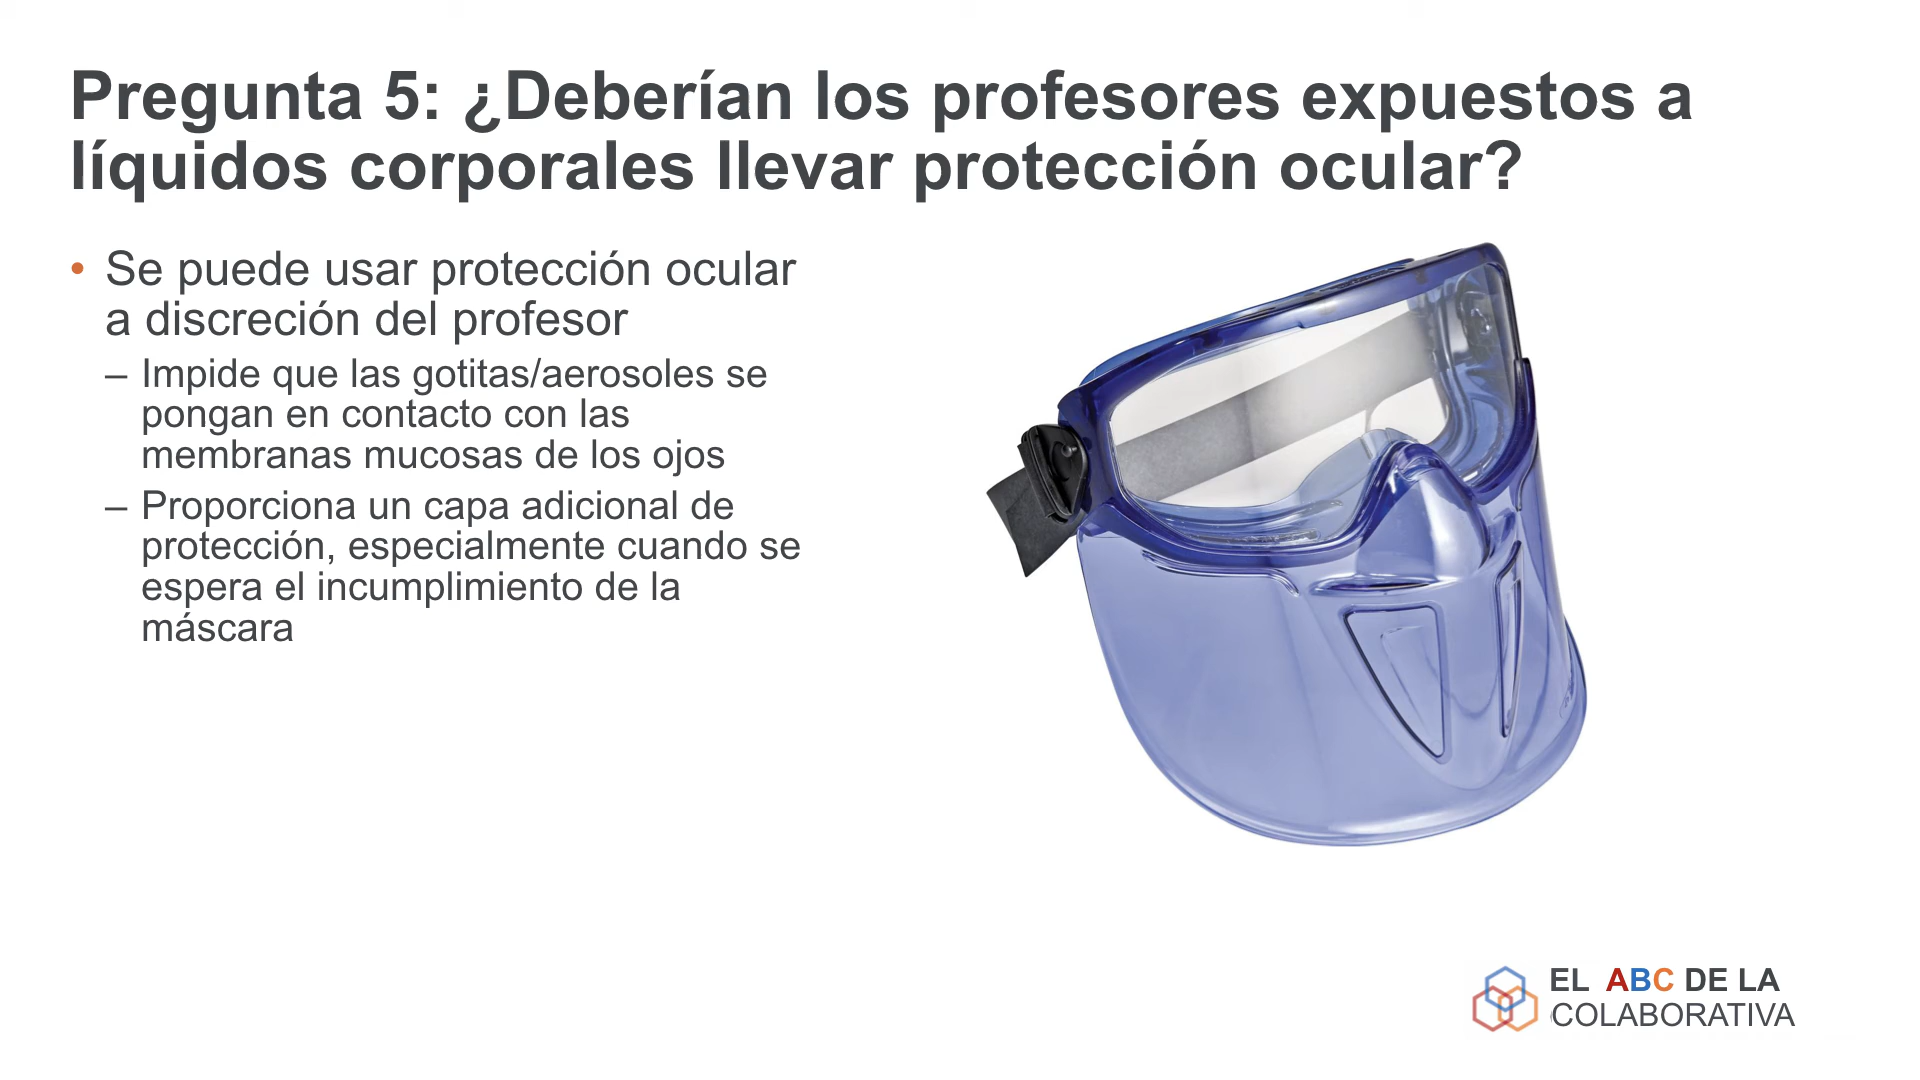 Pregunta 5: ¿Deberían los profesores expuestos a
líquidos corporales llevar protección ocular?
• Se puede usar protección ocular
a discreción del profesor
– Impide que las gotitas/aerosoles se
pongan en contacto con las
membranas mucosas de los ojos
– Proporciona un capa adicional de
protección, especialmente cuando se
espera el incumplimiento de la
máscara
EL ABC DE LA
COLABORATIVA